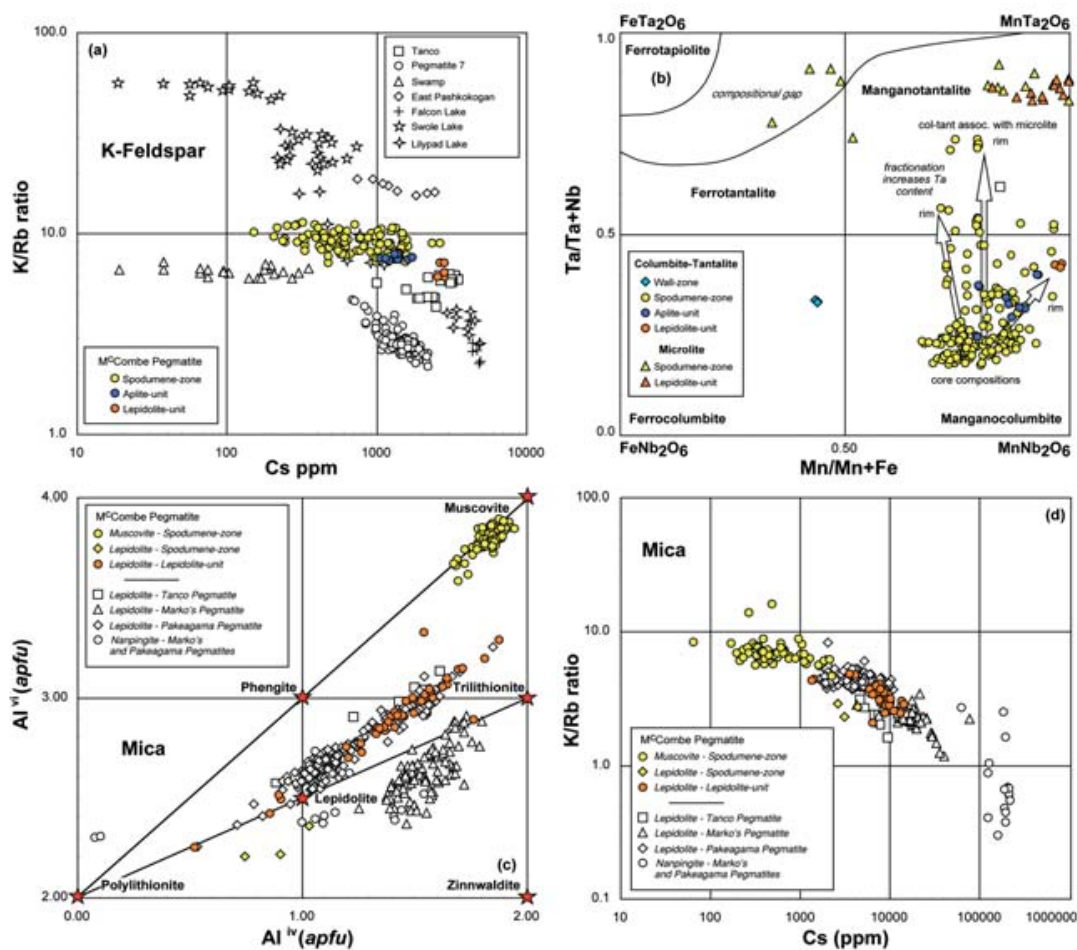 (a)
100.0
10.0
1.0
K/Rb ratio
K-Feldspar
Tanco
Pegmatite 7
Swamp
East Pashkokogan
Falcon Lake
Swole Lake
Lilypad Lake
MᶜCombe Pegmatite
Spodumene-zone
Aplite-unit
Lepidolite-unit
10
100
1000
10000
Cs ppm
FeTa₂O₆
MnTa₂O₆
1.0
0.5
0.0
Ta/Ta+Nb
Ferrotapiolite
(b)
compositional gap
Manganotantalite
col-tant assoc. with microlite
rim
fractionation
increases Ta
content
Ferrotantalite
rim
Columbite-Tantalite
Wall-zone
Spodumene-zone
Aplite-unit
Lepidolite-unit
Microlite
Spodumene-zone
Lepidolite-unit
rim
core compositions
Ferrocolumbite
Manganocolumbite
FeNb₂O₆
0.50
MnNb₂O₆
Mn/Mn+Fe
4.00
3.00
2.00
Al ᵛⁱ (apfu)
MᶜCombe Pegmatite
Muscovite - Spodumene-zone
Lepidolite - Spodumene-zone
Lepidolite - Lepidolite-unit
Lepidolite - Tanco Pegmatite
Lepidolite - Marko's Pegmatite
Lepidolite - Pakeagama Pegmatite
Nanpingite - Marko's
and Pakeagama Pegmatites
Muscovite
Phengite
Trilithionite
Mica
Lepidolite
(c)
Polylithionite
Zinnwaldite
0.00
1.00
2.00
Al ⁱᵛ (apfu)
100.0
10.0
1.0
0.1
K/Rb ratio
Mica
(d)
MᶜCombe Pegmatite
Muscovite - Spodumene-zone
Lepidolite - Spodumene-zone
Lepidolite - Lepidolite-unit
Lepidolite - Tanco Pegmatite
Lepidolite - Marko's Pegmatite
Lepidolite - Pakeagama Pegmatite
Nanpingite - Marko's
and Pakeagama Pegmatites
10
100
1000
10000
100000
1000000
Cs (ppm)